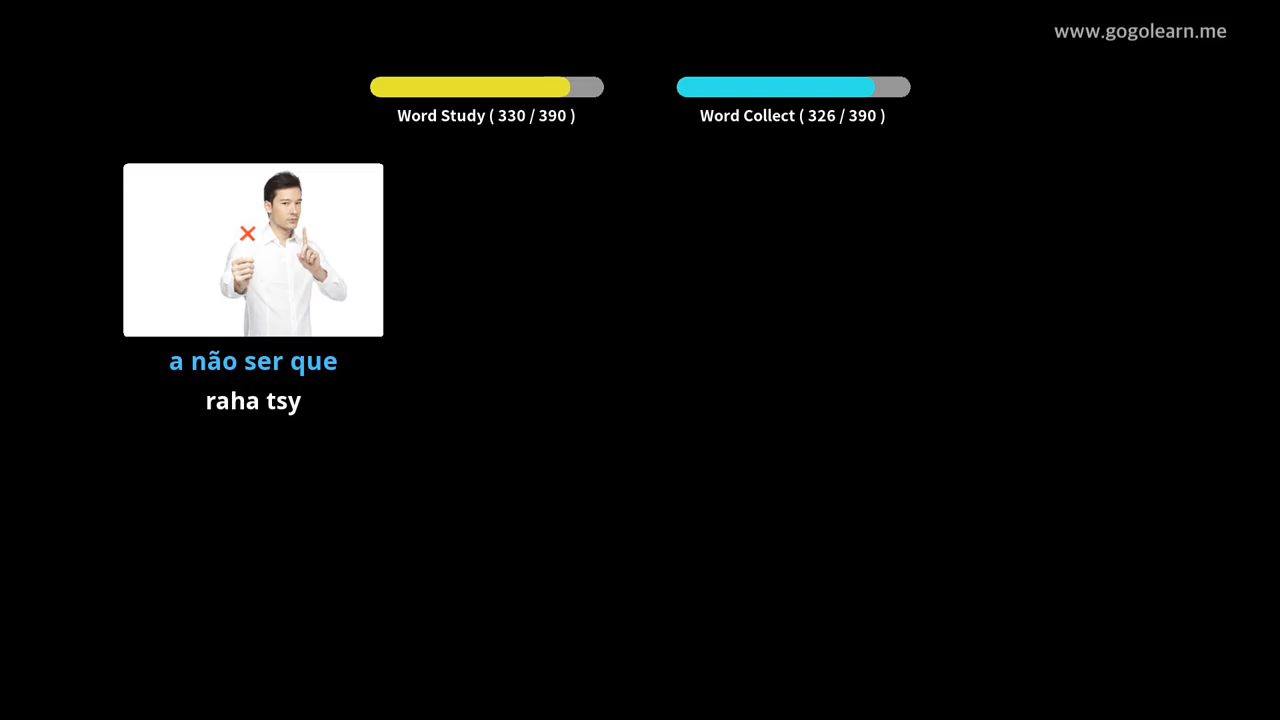 www.gogolearn.me
Word Study ( 330 / 390 )
Word Collect ( 326 / 390 )
a não ser que
raha tsy